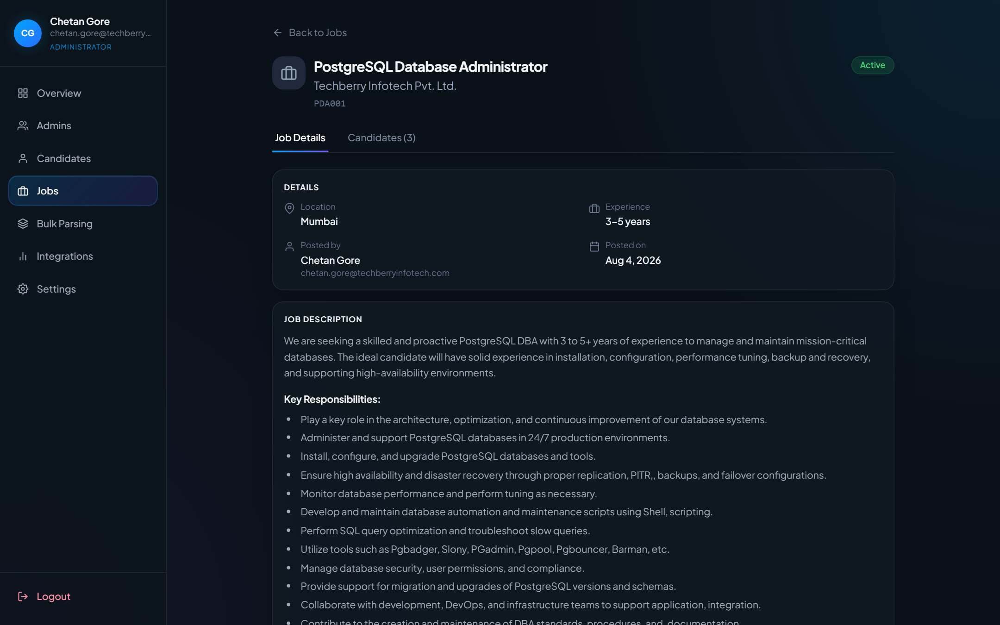 CG
Chetan Gore
chetan.gore@techberry...
ADMINISTRATOR
Overview
Admins
Candidates
Jobs
Bulk Parsing
Integrations
Settings
Logout
Back to Jobs
PostgreSQL Database Administrator
Active
Techberry Infotech Pvt. Ltd.
PDA001
Job Details
Candidates (3)
DETAILS
Location
Mumbai
Experience
3–5 years
Posted by
Chetan Gore
chetan.gore@techberryinfotech.com
Posted on
Aug 4, 2026
JOB DESCRIPTION
We are seeking a skilled and proactive PostgreSQL DBA with 3 to 5+ years of experience to manage and maintain mission-critical
databases. The ideal candidate will have solid experience in installation, configuration, performance tuning, backup and recovery,
and supporting high-availability environments.
Key Responsibilities:
• Play a key role in the architecture, optimization, and continuous improvement of our database systems.
• Administer and support PostgreSQL databases in 24/7 production environments.
• Install, configure, and upgrade PostgreSQL databases and tools.
• Ensure high availability and disaster recovery through proper replication, PITR,, backups, and failover configurations.
• Monitor database performance and perform tuning as necessary.
• Develop and maintain database automation and maintenance scripts using Shell, scripting.
• Perform SQL query optimization and troubleshoot slow queries.
• Utilize tools such as Pgbadger, Slony, PGadmin, Pgpool, Pgbouncer, Barman, etc.
• Manage database security, user permissions, and compliance.
• Provide support for migration and upgrades of PostgreSQL versions and schemas.
• Collaborate with development, DevOps, and infrastructure teams to support application, integration.
• Contribute to the creation and maintenance of DBA standards, procedures, and, documentation.